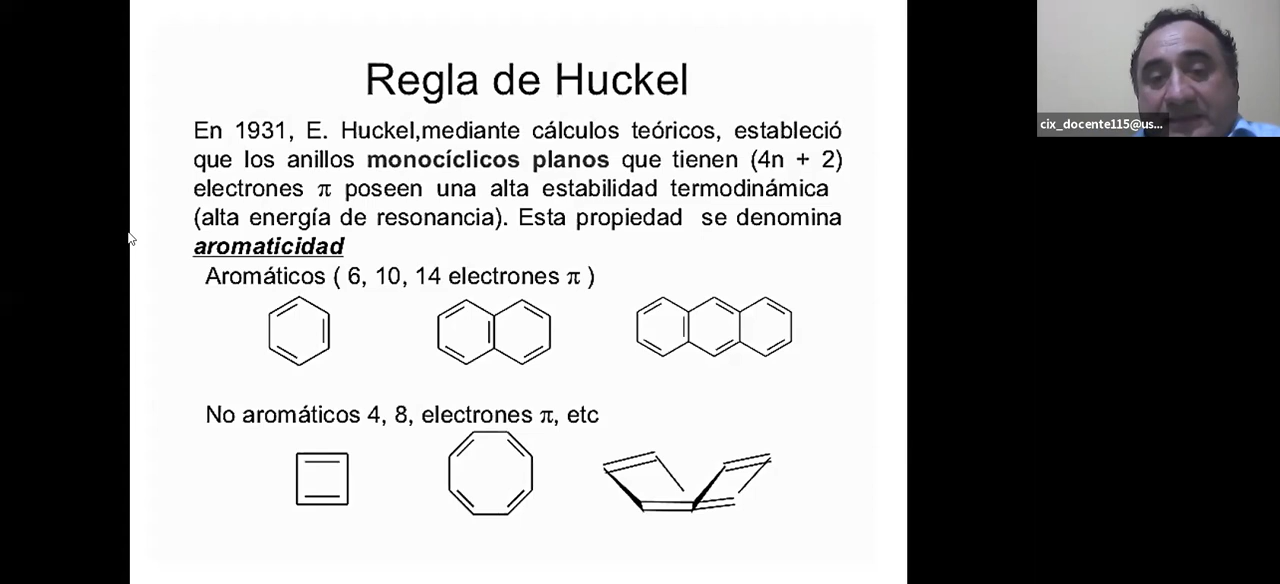 Regla de Huckel
En 1931, E. Huckel,mediante cálculos teóricos, estableció
que los anillos monocíclicos planos que tienen (4n + 2)
electrones π poseen una alta estabilidad termodinámica
(alta energía de resonancia). Esta propiedad se denomina
aromaticidad
Aromáticos ( 6, 10, 14 electrones π )
No aromáticos 4, 8, electrones π, etc
cix_docente115@us...